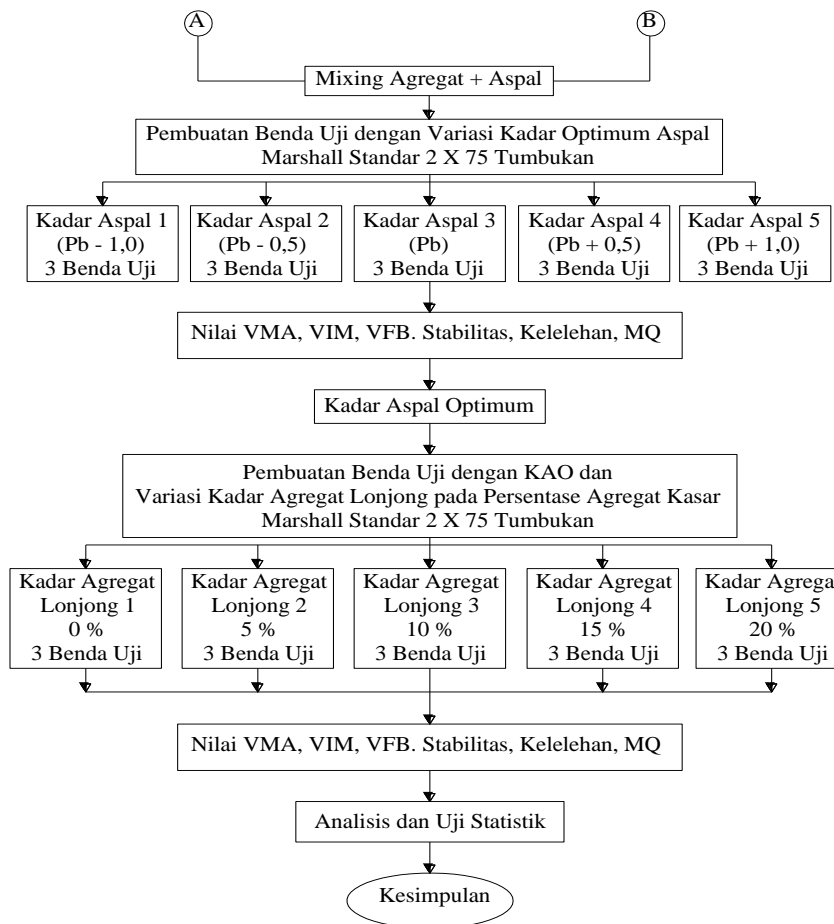 A
B
Mixing Agregat + Aspal
Pembuatan Benda Uji dengan Variasi Kadar Optimum Aspal
Marshall Standar 2 X 75 Tumbukan
Kadar Aspal 1
(Pb - 1,0)
3 Benda Uji
Kadar Aspal 2
(Pb - 0,5)
3 Benda Uji
Kadar Aspal 3
(Pb)
3 Benda Uji
Kadar Aspal 4
(Pb + 0,5)
3 Benda Uji
Kadar Aspal 5
(Pb + 1,0)
3 Benda Uji
Nilai VMA, VIM, VFB. Stabilitas, Kelelehan, MQ
Kadar Aspal Optimum
Pembuatan Benda Uji dengan KAO dan
Variasi Kadar Agregat Lonjong pada Persentase Agregat Kasar
Marshall Standar 2 X 75 Tumbukan
Kadar Agregat
Lonjong 1
0 %
3 Benda Uji
Kadar Agregat
Lonjong 2
5 %
3 Benda Uji
Kadar Agregat
Lonjong 3
10 %
3 Benda Uji
Kadar Agregat
Lonjong 4
15 %
3 Benda Uji
Kadar Agrega
Lonjong 5
20 %
3 Benda Uji
Nilai VMA, VIM, VFB. Stabilitas, Kelelehan, MQ
Analisis dan Uji Statistik
Kesimpulan